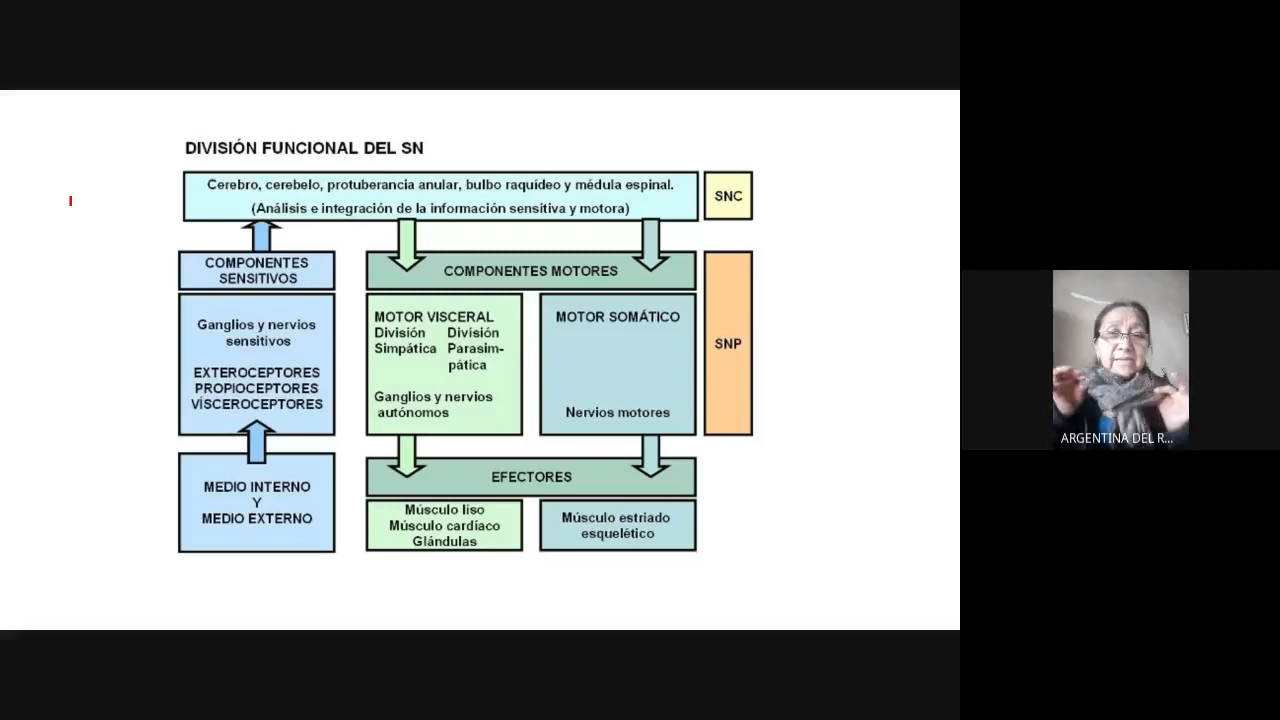 DIVISIÓN FUNCIONAL DEL SN
Cerebro, cerebelo, protuberancia anular, bulbo raquídeo y médula espinal.
(Análisis e integración de la información sensitiva y motora)
SNC
COMPONENTES
SENSITIVOS
COMPONENTES MOTORES
Ganglios y nervios
sensitivos
EXTEROCEPTORES
PROPIOCEPTORES
VÍSCEROCEPTORES
MOTOR VISCERAL
División División
Simpática Parasim-
pática
Ganglios y nervios
autónomos
MOTOR SOMÁTICO
Nervios motores
SNP
MEDIO INTERNO
Y
MEDIO EXTERNO
EFECTORES
Músculo liso
Músculo cardíaco
Glándulas
Músculo estriado
esquelético
ARGENTINA DEL R...